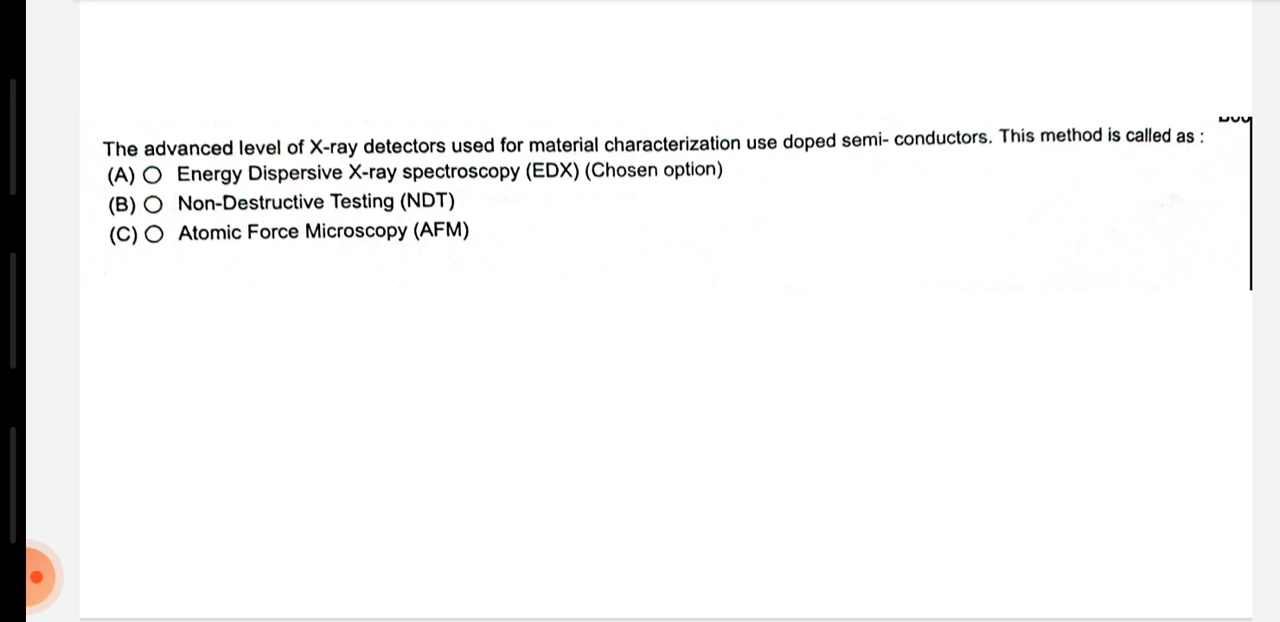 The advanced level of X-ray detectors used for material characterization use doped semi- conductors. This method is called as :
(A) O Energy Dispersive X-ray spectroscopy (EDX) (Chosen option)
(B) O Non-Destructive Testing (NDT)
(C) O Atomic Force Microscopy (AFM)